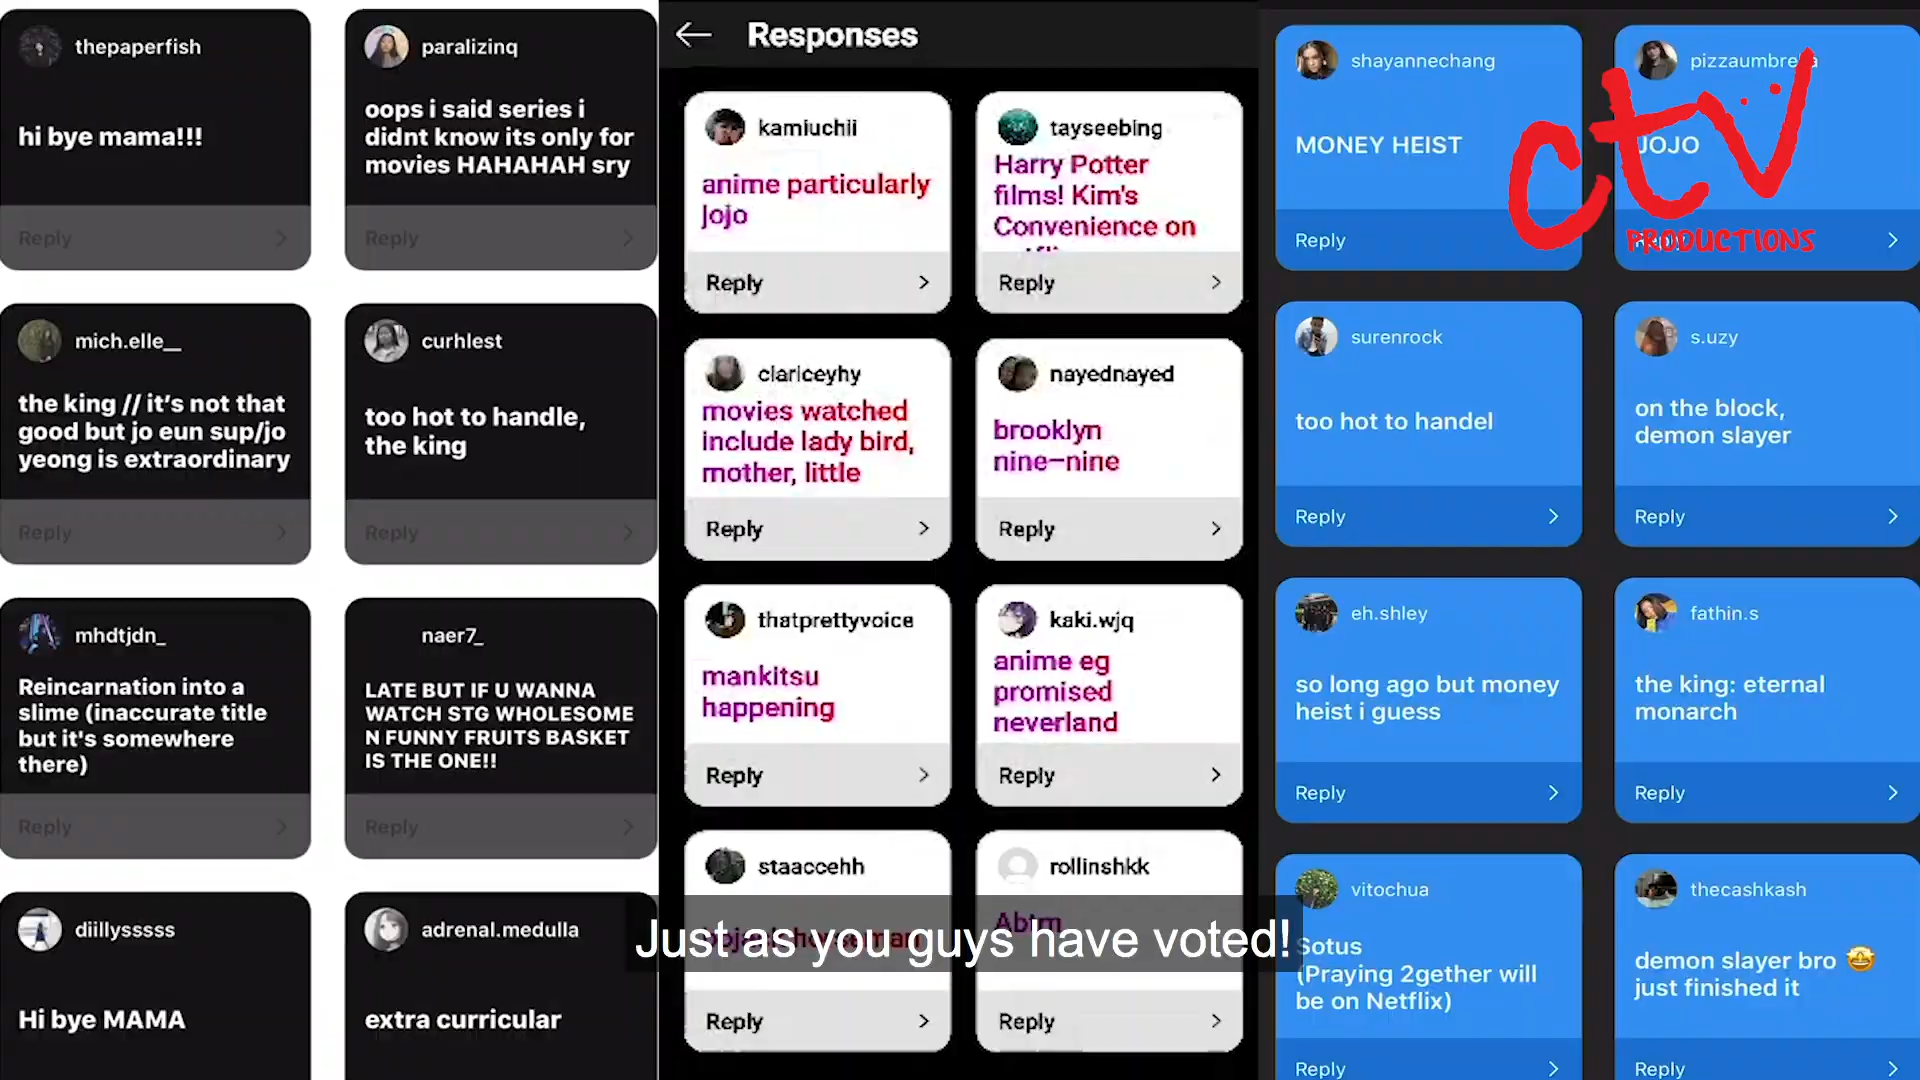 thepaperfish
hi bye mama!!!
Reply
paralizinq
oops i said series i
didnt know its only for
movies HAHAHAH sry
Reply
mich.elle__
the king // it’s not that
good but jo eun sup/jo
yeong is extraordinary
Reply
curhlest
too hot to handle,
the king
Reply
mhdtjdn_
Reincarnation into a
slime (inaccurate title
but it's somewhere
there)
Reply
naer7_
LATE BUT IF U WANNA
WATCH STG WHOLESOME
N FUNNY FRUITS BASKET
IS THE ONE!!
Reply
diillysssss
Hi bye MAMA
adrenal.medulla
extra curricular
Responses
kamiuchii
anime particularly
jojo
Reply
tayseebing
Harry Potter
films! Kim's
Convenience on
Reply
clariceyhy
movies watched
include lady bird,
mother, little
Reply
nayednayed
brooklyn
nine-nine
Reply
thatprettyvoice
mankitsu
happening
Reply
kaki.wjq
anime eg
promised
neverland
Reply
staaccehh
Reply
rollinshkk
Abtm
Reply
shayannechang
MONEY HEIST
Reply
pizzaumbrella
JOJO
Reply
surenrock
too hot to handel
Reply
s.uzy
on the block,
demon slayer
Reply
eh.shley
so long ago but money
heist i guess
Reply
fathin.s
the king: eternal
monarch
Reply
vitochua
Sotus
(Praying 2gether will
be on Netflix)
Reply
thecashkash
demon slayer bro 🤩
just finished it
Reply
ctv
PRODUCTIONS
Just as you guys have voted!